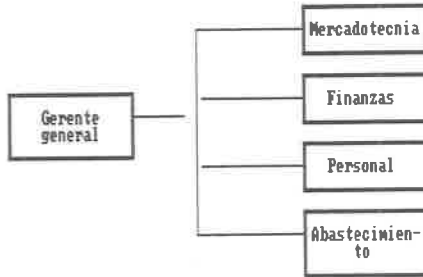 Mercadotecnia
Finanzas
Gerente
general
Personal
Abastecimien-
to